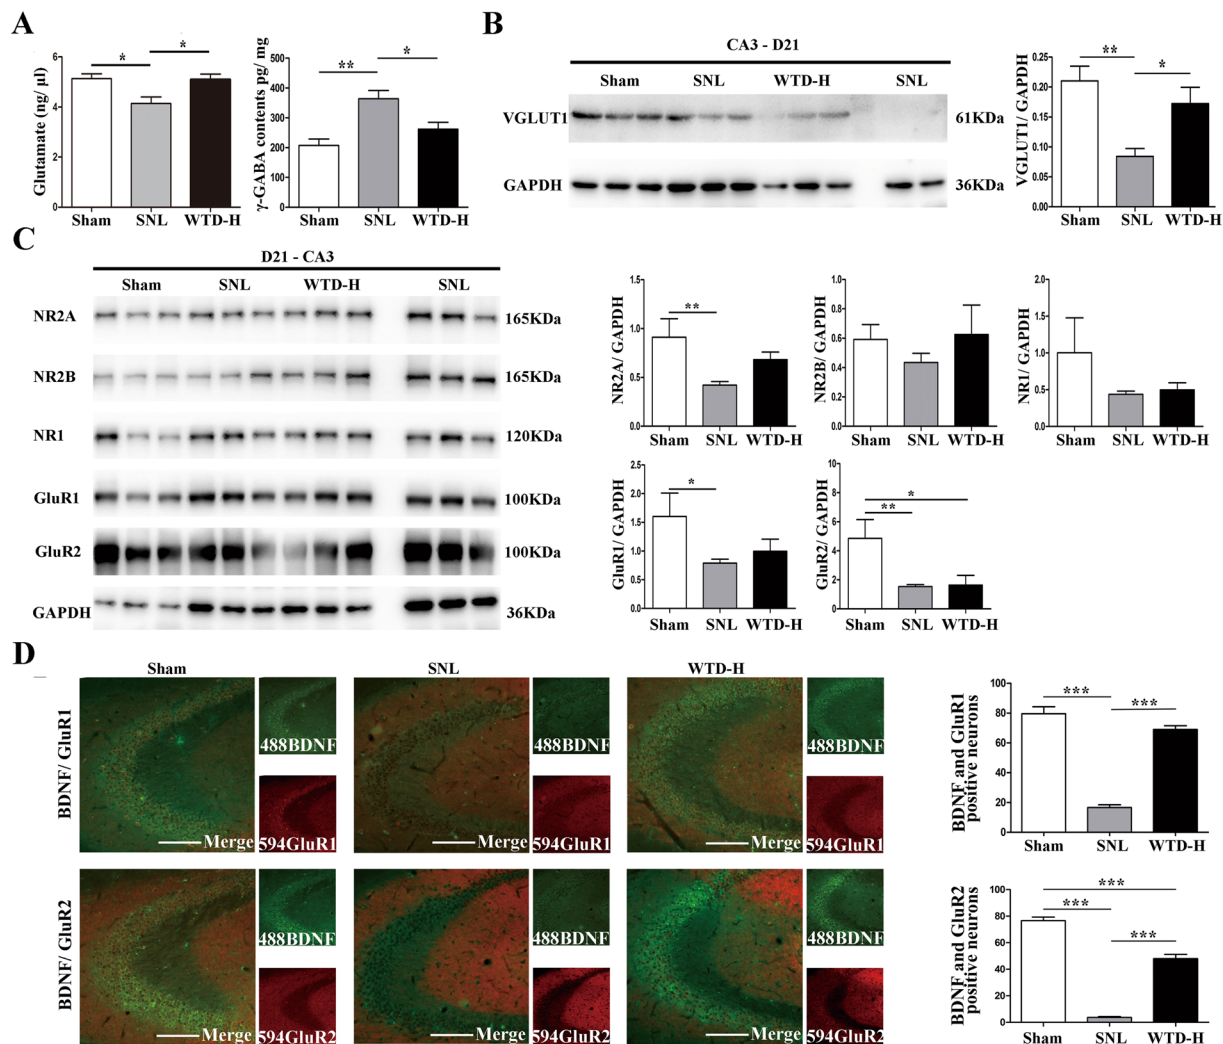 A
Glutamate (ng/ µl)
6
4
2
0
*
*
Sham SNL WTD-H
γ-GABA contents pg/ mg
500
400
300
200
100
0
**
*
Sham SNL WTD-H
B
CA3 - D21
Sham SNL WTD-H SNL
VGLUT1 61KDa
GAPDH 36KDa
VGLUT1/ GAPDH
0.25
0.20
0.15
0.10
0.05
0.00
**
*
Sham SNL WTD-H
C
D21 - CA3
Sham SNL WTD-H SNL
NR2A 165KDa
NR2B 165KDa
NR1 120KDa
GluR1 100KDa
GluR2 100KDa
GAPDH 36KDa
NR2A/ GAPDH
1.5
1.0
0.5
0.0
**
Sham SNL WTD-H
NR2B/ GAPDH
1.0
0.8
0.6
0.4
0.2
0.0
Sham SNL WTD-H
NR1/ GAPDH
2.0
1.5
1.0
0.5
0.0
Sham SNL WTD-H
GluR1/ GAPDH
2.5
2.0
1.5
1.0
0.5
0.0
*
Sham SNL WTD-H
GluR2/ GAPDH
10
8
6
4
2
0
*
**
Sham SNL WTD-H
D
Sham SNL WTD-H
BDNF/ GluR1
Merge 488BDNF 594GluR1
Merge 488BDNF 594GluR1
Merge 488BDNF 594GluR1
BDNF and GluR1
positive neurons
100
80
60
40
20
0
***
***
Sham SNL WTD-H
BDNF/ GluR2
Merge 488BDNF 594GluR2
Merge 488BDNF 594GluR2
Merge 488BDNF 594GluR2
BDNF and GluR2
positive neurons
100
80
60
40
20
0
***
***
***
Sham SNL WTD-H